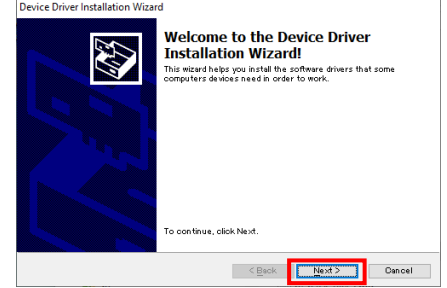 Device Driver Installation Wizard
Welcome to the Device Driver
Installation Wizard!
This wizard helps you install the software drivers that some
computers devices need in order to work.
To continue, click Next.
< Back
Next >
Cancel